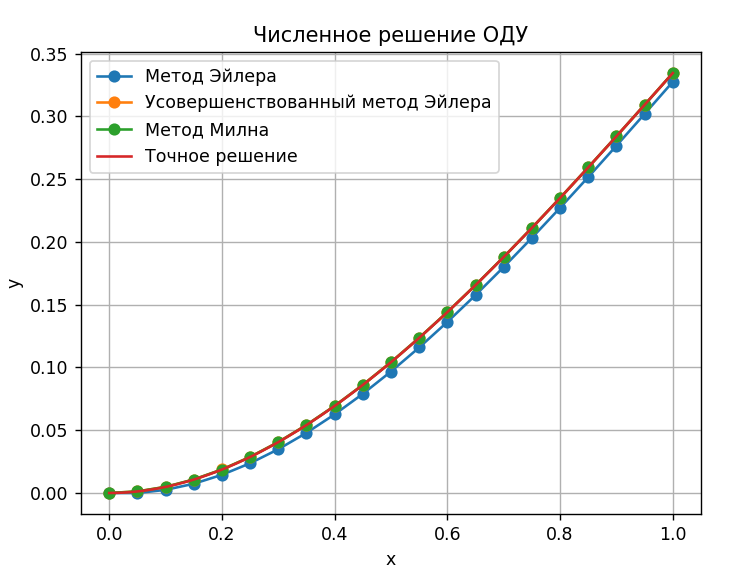 Численное решение ОДУ
Метод Эйлера
Усовершенствованный метод Эйлера
Метод Милна
Точное решение
0.35
0.30
0.25
0.20
0.15
0.10
0.05
0.00
y
0.0 0.2 0.4 0.6 0.8 1.0
x